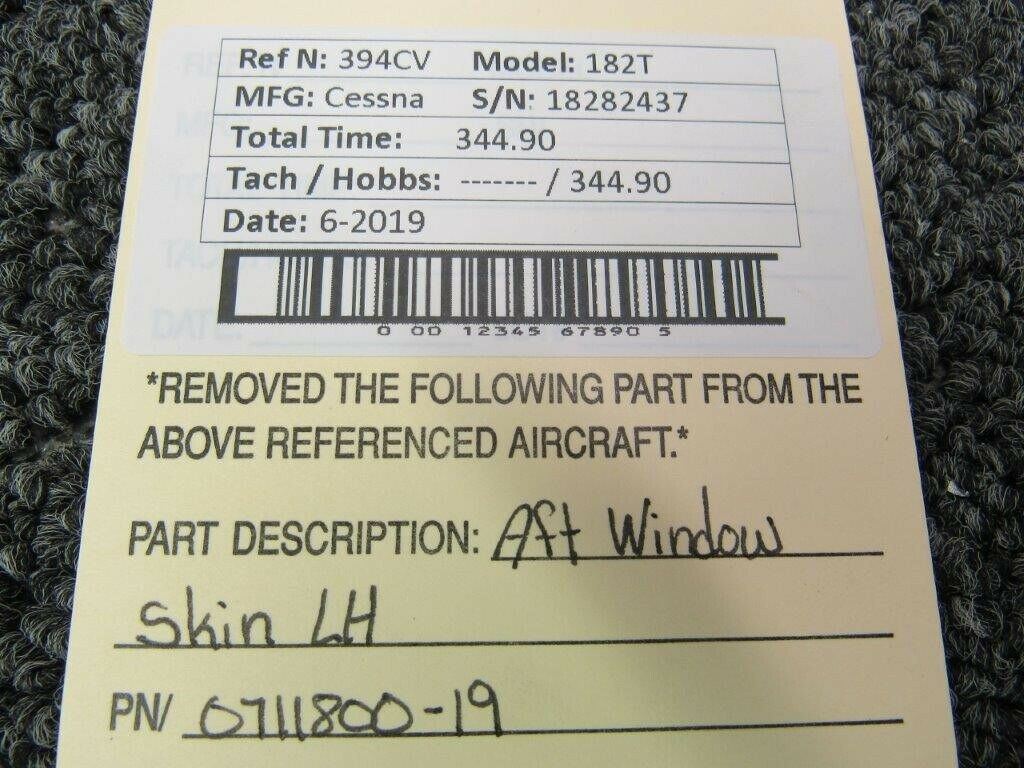 Ref N: 394CV Model: 182T
MFG: Cessna S/N: 18282437
Total Time: 344.90
Tach / Hobbs: ------- / 344.90
Date: 6-2019
0 00 12345 67890 5
DATE:
*REMOVED THE FOLLOWING PART FROM THE
ABOVE REFERENCED AIRCRAFT.*
PART DESCRIPTION: Aft Window
Skin LH
PN/ 0711800-19